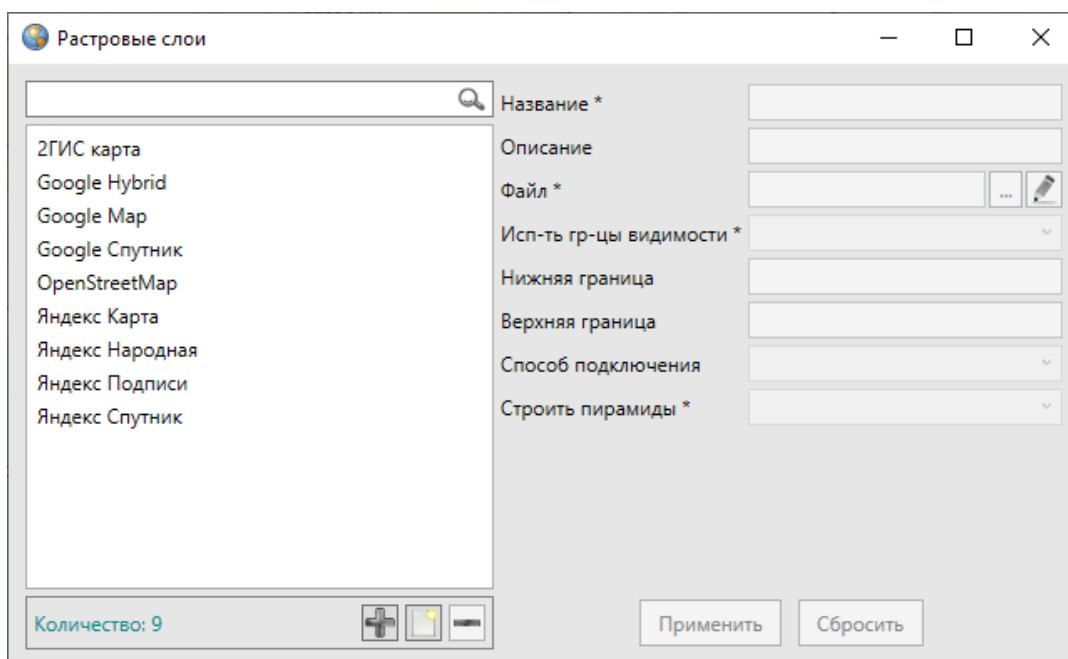 Растровые слои
2ГИС карта
Google Hybrid
Google Map
Google Спутник
OpenStreetMap
Яндекс Карта
Яндекс Народная
Яндекс Подписи
Яндекс Спутник
Количество: 9
Название *
Описание
Файл *
...
Исп-ть гр-цы видимости *
Нижняя граница
Верхняя граница
Способ подключения
Строить пирамиды *
Применить
Сбросить